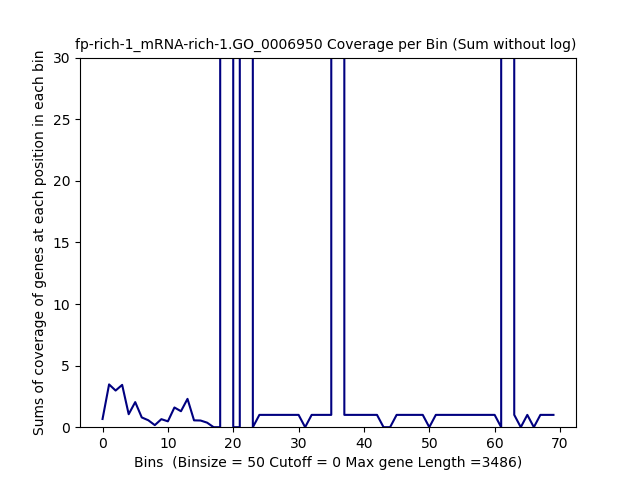 fp-rich-1_mRNA-rich-1.GO_0006950 Coverage per Bin (Sum without log)
Sums of coverage of genes at each position in each bin
30
25
20
15
10
5
0
0 10 20 30 40 50 60 70
Bins  (Binsize = 50 Cutoff = 0 Max gene Length =3486)